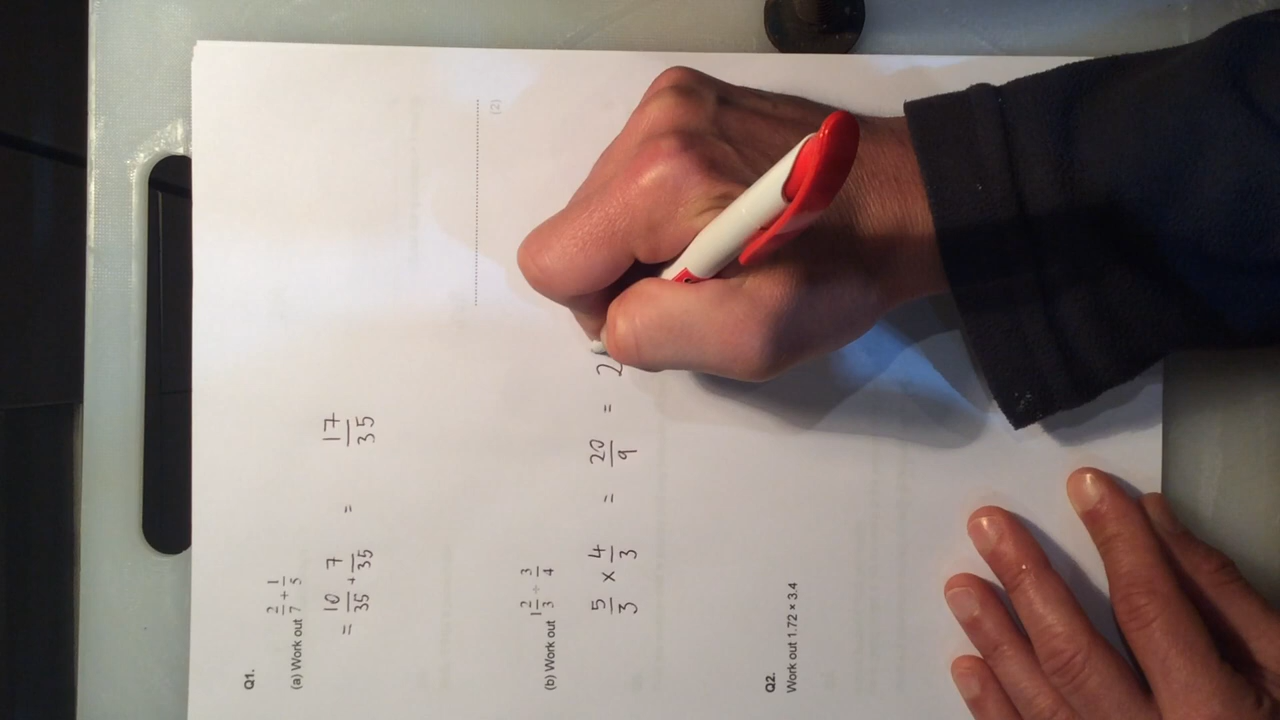 Q1.
(a) Work out 2/7 + 1/5
= 10/35 + 7/35 = 17/35
(2)
(b) Work out 1 2/3 ÷ 3/4
5/3 × 4/3 = 20/9 = 2
Q2.
Work out 1.72 × 3.4